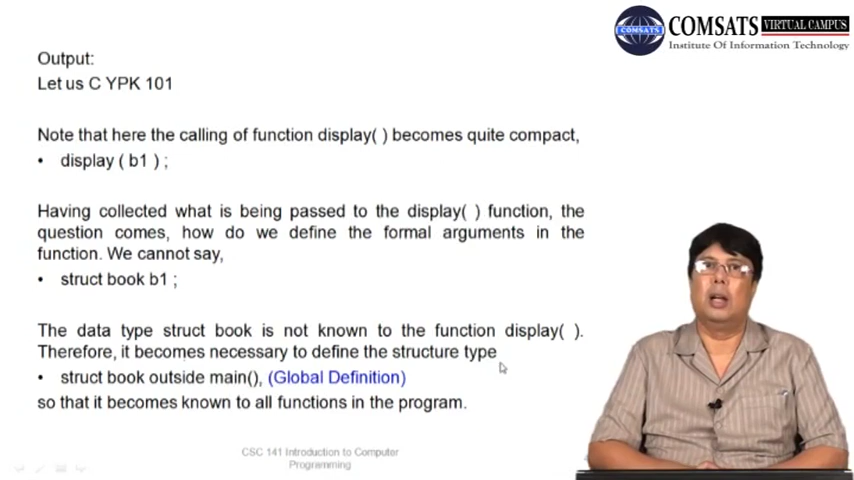 COMSATS VIRTUAL CAMPUS
COMSATS
Institute Of Information Technology
Output:
Let us C YPK 101
Note that here the calling of function display( ) becomes quite compact,
• display ( b1 ) ;
Having collected what is being passed to the display( ) function, the
question comes, how do we define the formal arguments in the
function. We cannot say,
• struct book b1 ;
The data type struct book is not known to the function display( ).
Therefore, it becomes necessary to define the structure type
• struct book outside main(), (Global Definition)
so that it becomes known to all functions in the program.
CSC 141 Introduction to Computer
Programming